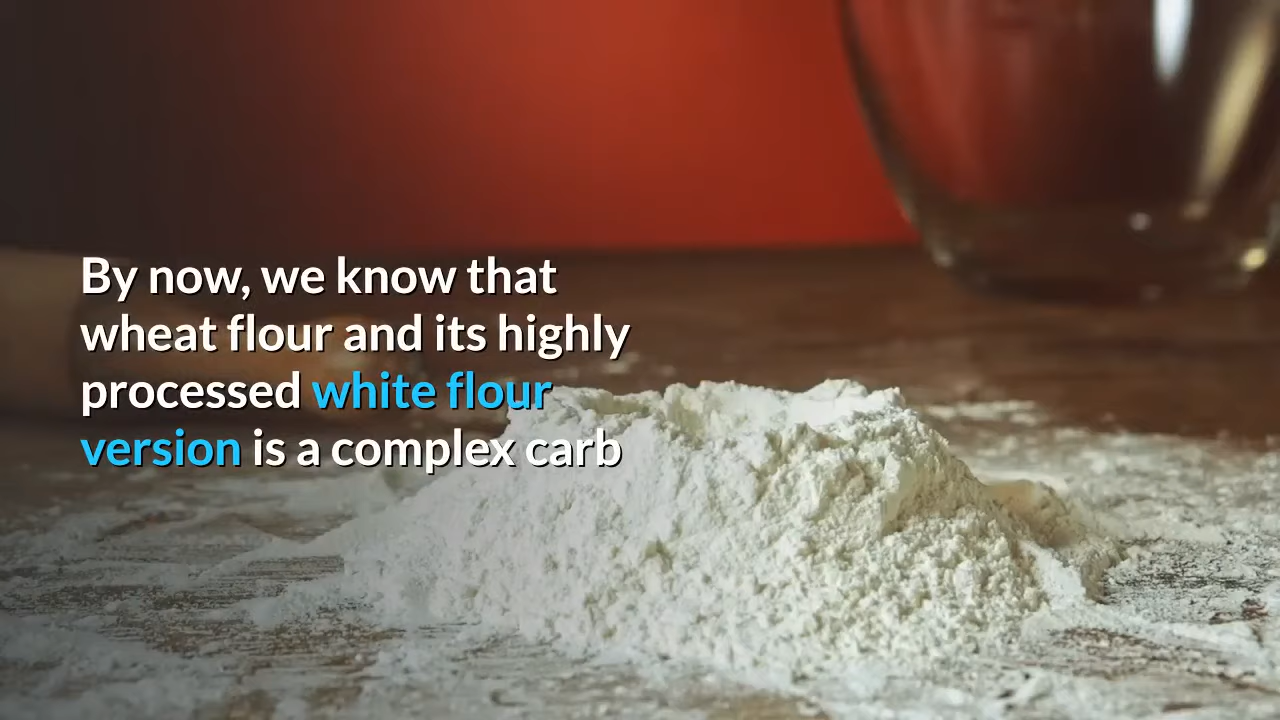 By now, we know that
wheat flour and its highly
processed white flour
version is a complex carb